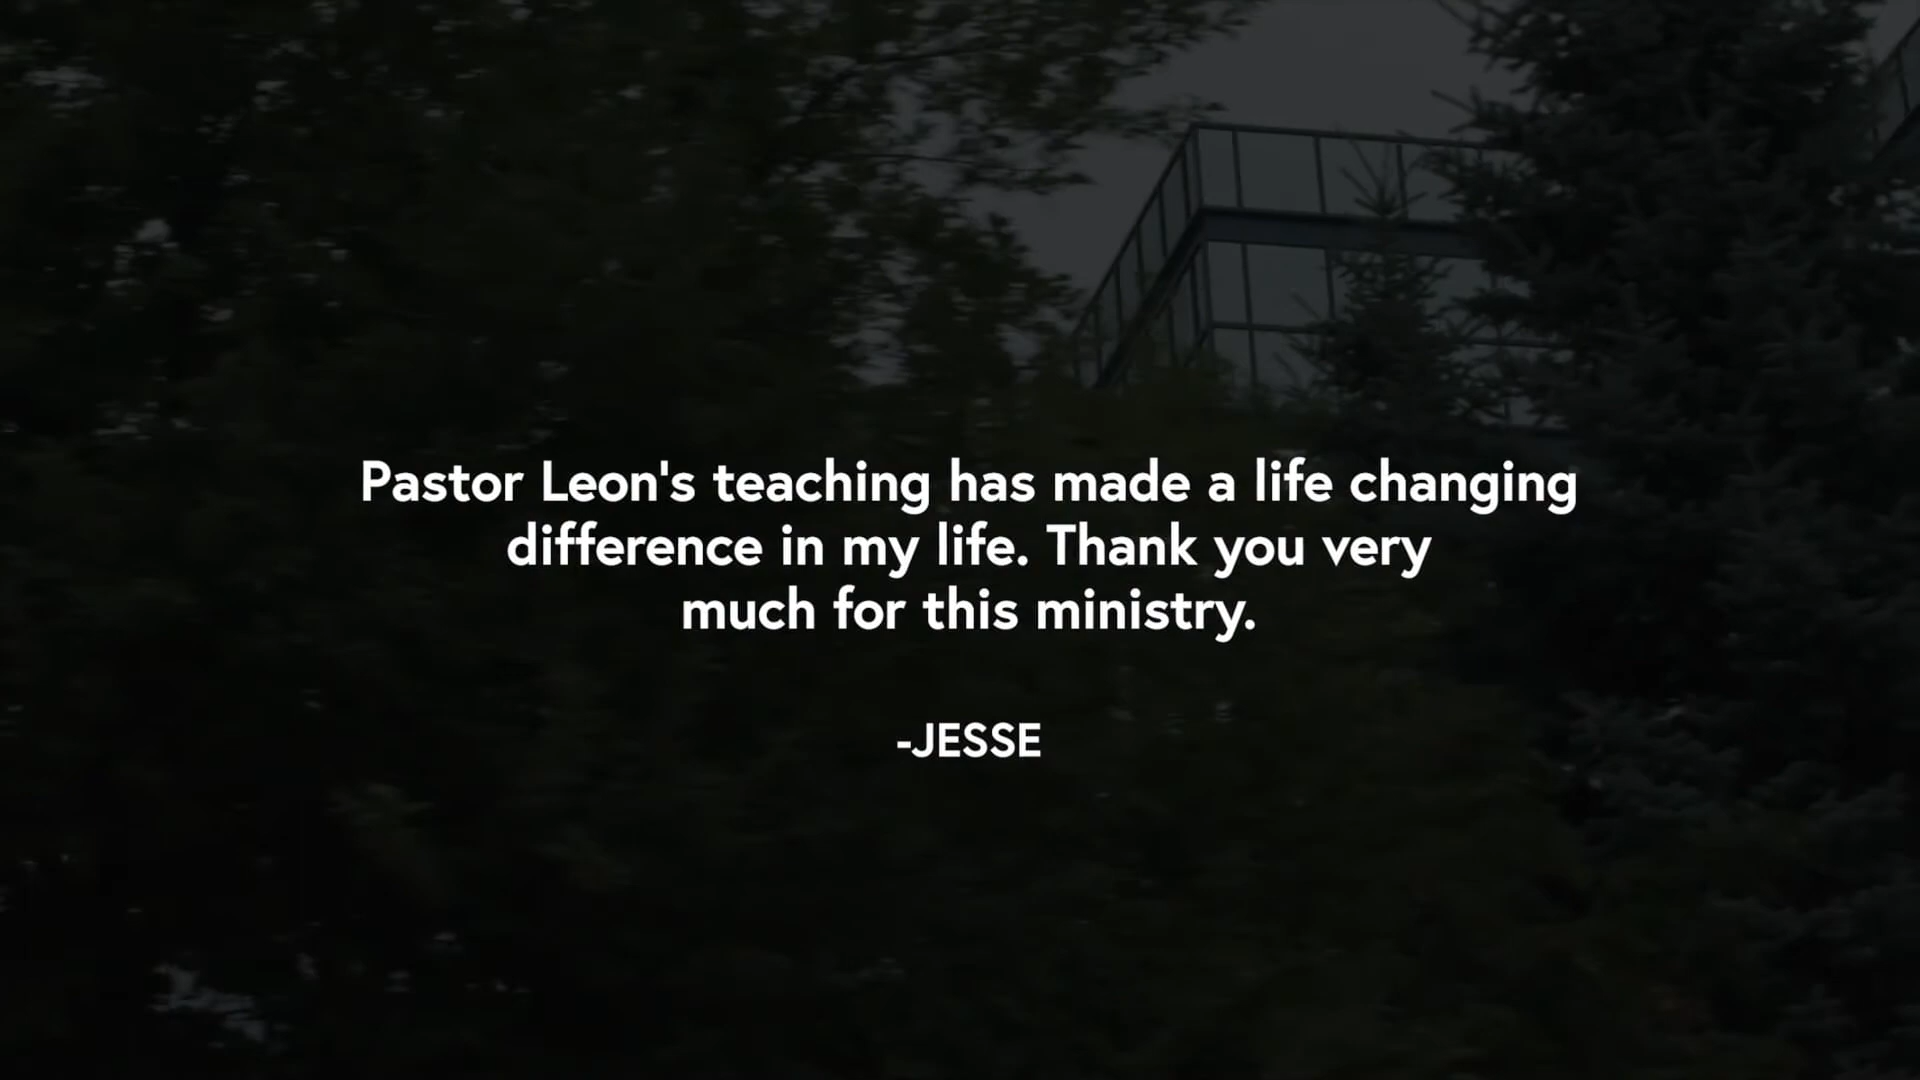 Pastor Leon's teaching has made a life changing
difference in my life. Thank you very
much for this ministry.
-JESSE